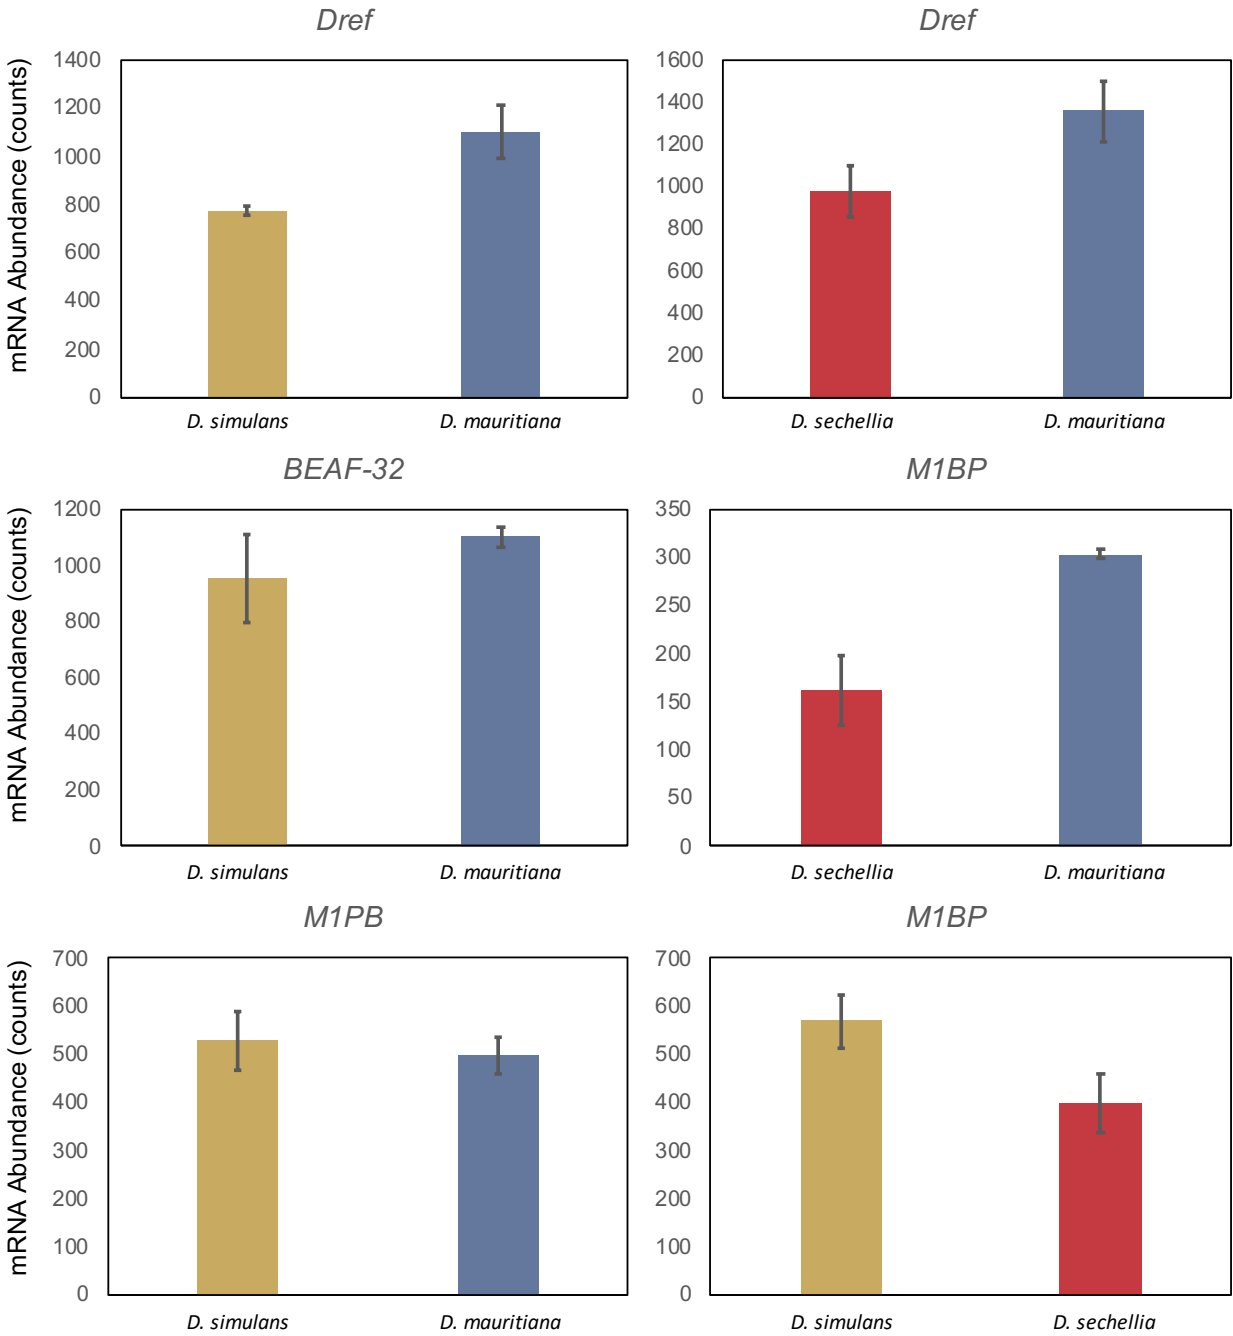 Dref
mRNA Abundance (counts)
1400
1200
1000
800
600
400
200
0
D. simulans
D. mauritiana
Dref
1600
1400
1200
1000
800
600
400
200
0
D. sechellia
D. mauritiana
BEAF-32
mRNA Abundance (counts)
1200
1000
800
600
400
200
0
D. simulans
D. mauritiana
M1BP
350
300
250
200
150
100
50
0
D. sechellia
D. mauritiana
M1PB
mRNA Abundance (counts)
700
600
500
400
300
200
100
0
D. simulans
D. mauritiana
M1BP
700
600
500
400
300
200
100
0
D. simulans
D. sechellia